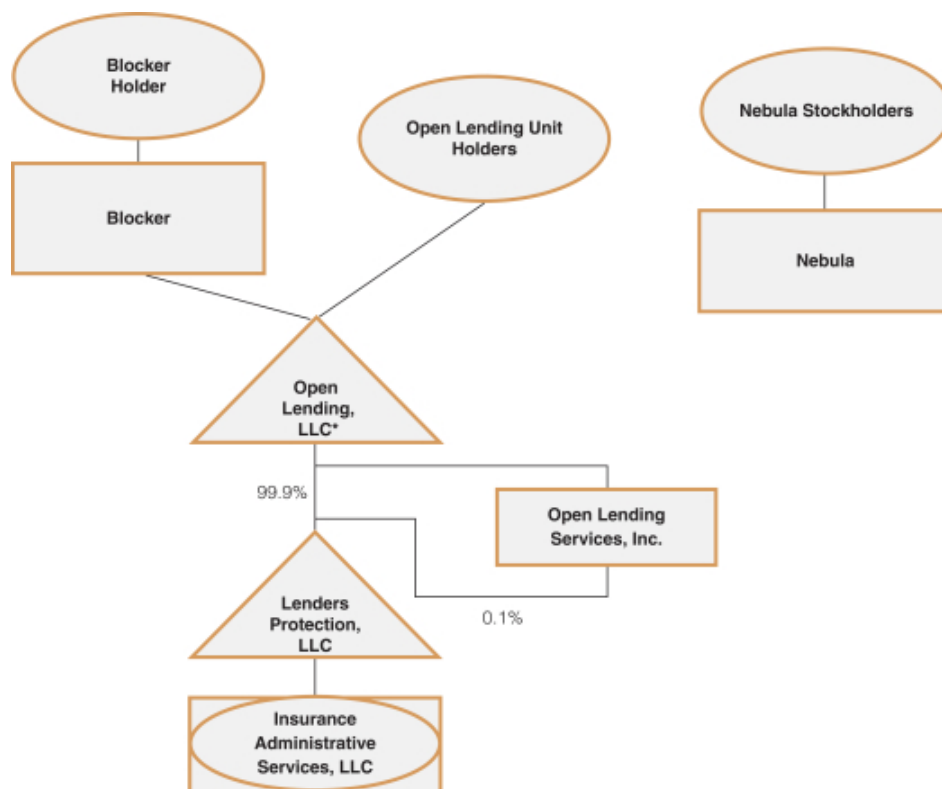 Blocker
Holder
Open Lending Unit
Holders
Nebula Stockholders
Blocker
Nebula
Open
Lending,
LLC*
99.9%
Open Lending
Services, Inc.
0.1%
Lenders
Protection,
LLC
Insurance
Administrative
Services, LLC